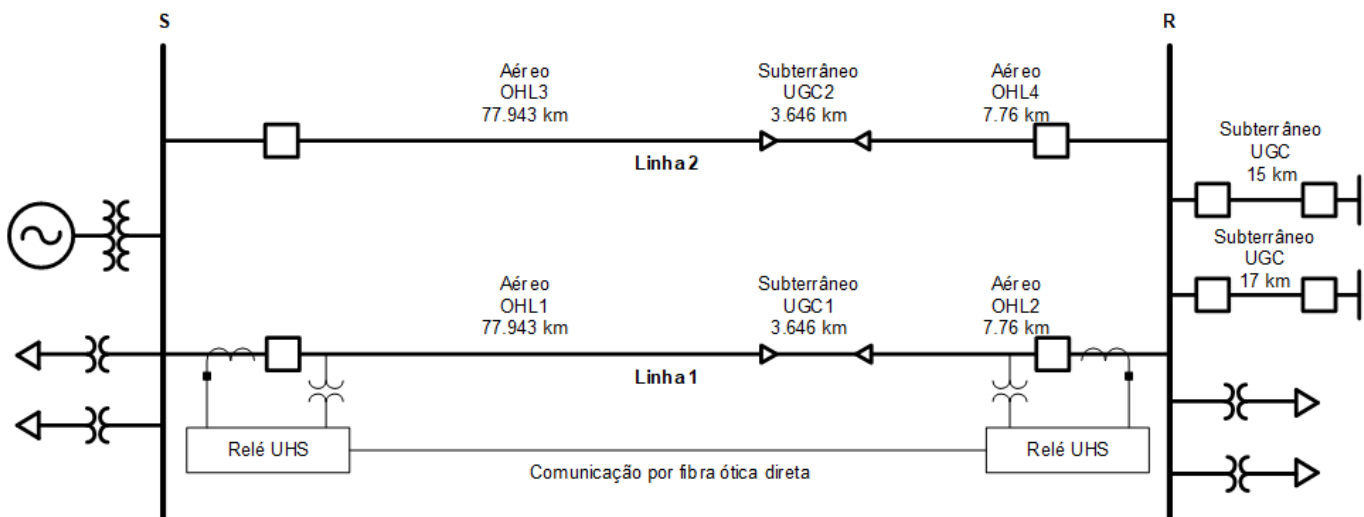 S
R
Aéreo
OHL3
77.943 km
Subterrâneo
UGC2
3.646 km
Aéreo
OHL4
7.76 km
Linha 2
Subterrâneo
UGC
15 km
Subterrâneo
UGC
17 km
Aéreo
OHL1
77.943 km
Subterrâneo
UGC1
3.646 km
Aéreo
OHL2
7.76 km
Linha 1
Relé UHS
Relé UHS
Comunicação por fibra ótica direta